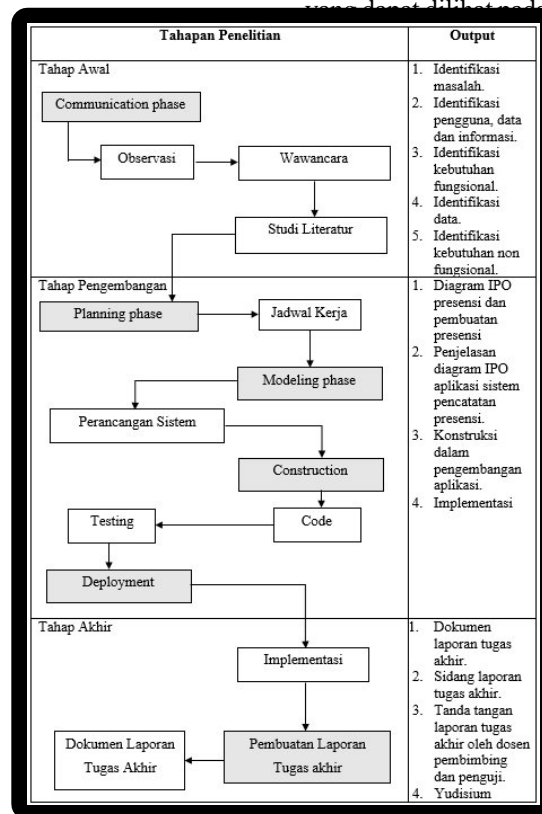 yang dapat dilihat pada
Tahapan Penelitian
Output
Tahap Awal
Communication phase
Observasi
Wawancara
Studi Literatur
1. Identifikasi
masalah.
2. Identifikasi
pengguna, data
dan informasi.
3. Identifikasi
kebutuhan
fungsional.
4. Identifikasi
data.
5. Identifikasi
kebutuhan non
fungsional.
Tahap Pengembangan
Planning phase
Jadwal Kerja
Modeling phase
Perancangan Sistem
Construction
Testing
Code
Deployment
1. Diagram IPO
presensi dan
pembuatan
presensi
2. Penjelasan
diagram IPO
aplikasi sistem
pencatatan
presensi.
3. Konstruksi
dalam
pengembangan
aplikasi.
4. Implementasi
Tahap Akhir
Implementasi
Dokumen Laporan
Tugas Akhir
Pembuatan Laporan
Tugas akhir
1. Dokumen
laporan tugas
akhir.
2. Sidang laporan
tugas akhir.
3. Tanda tangan
laporan tugas
akhir oleh dosen
pembimbing
dan penguji.
4. Yudisium